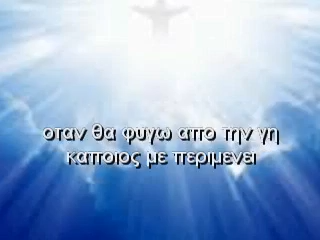 οταν θα φυγω απο την γη
καποιος με περιμενει